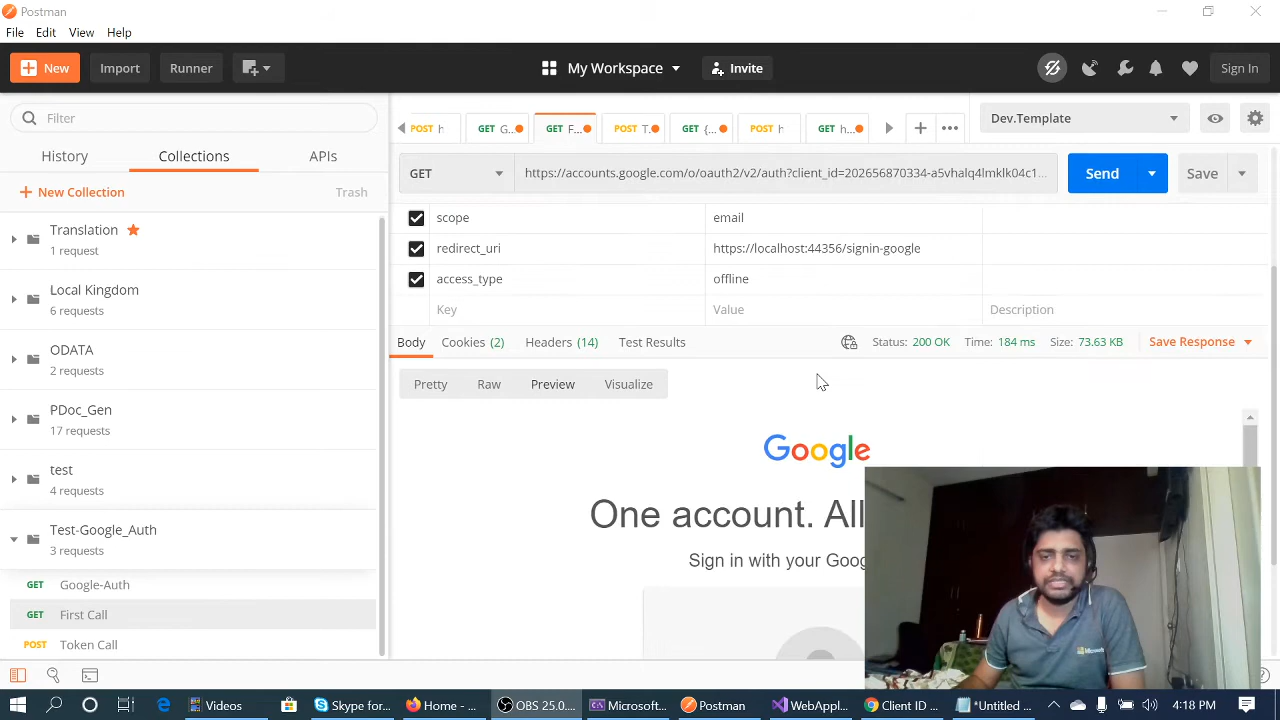 Postman
File Edit View Help
New Import Runner My Workspace Invite Sign In
Filter
History Collections APIs
New Collection Trash
Translation
1 request
Local Kingdom
6 requests
ODATA
2 requests
PDoc_Gen
17 requests
test
4 requests
Test-Google_Auth
3 requests
GET Google-Auth
GET First Call
POST Token Call
POST h GET G... GET F... POST T. GET {... POST h GET h... Dev.Template
GET https://accounts.google.com/o/oauth2/v2/auth?client_id=202656870334-a5vhalq4lmklk04c1... Send Save
scope email
redirect_uri https://localhost:44356/signin-google
access_type offline
Key Value Description
Body Cookies (2) Headers (14) Test Results Status: 200 OK Time: 184 ms Size: 73.63 KB Save Response
Pretty Raw Preview Visualize
Google
One account. All
Sign in with your Goog
Microsoft
Videos Skype for... Home - ... OBS 25.0... Microsoft... Postman WebAppl... Client ID ... *Untitled ... 4:18 PM